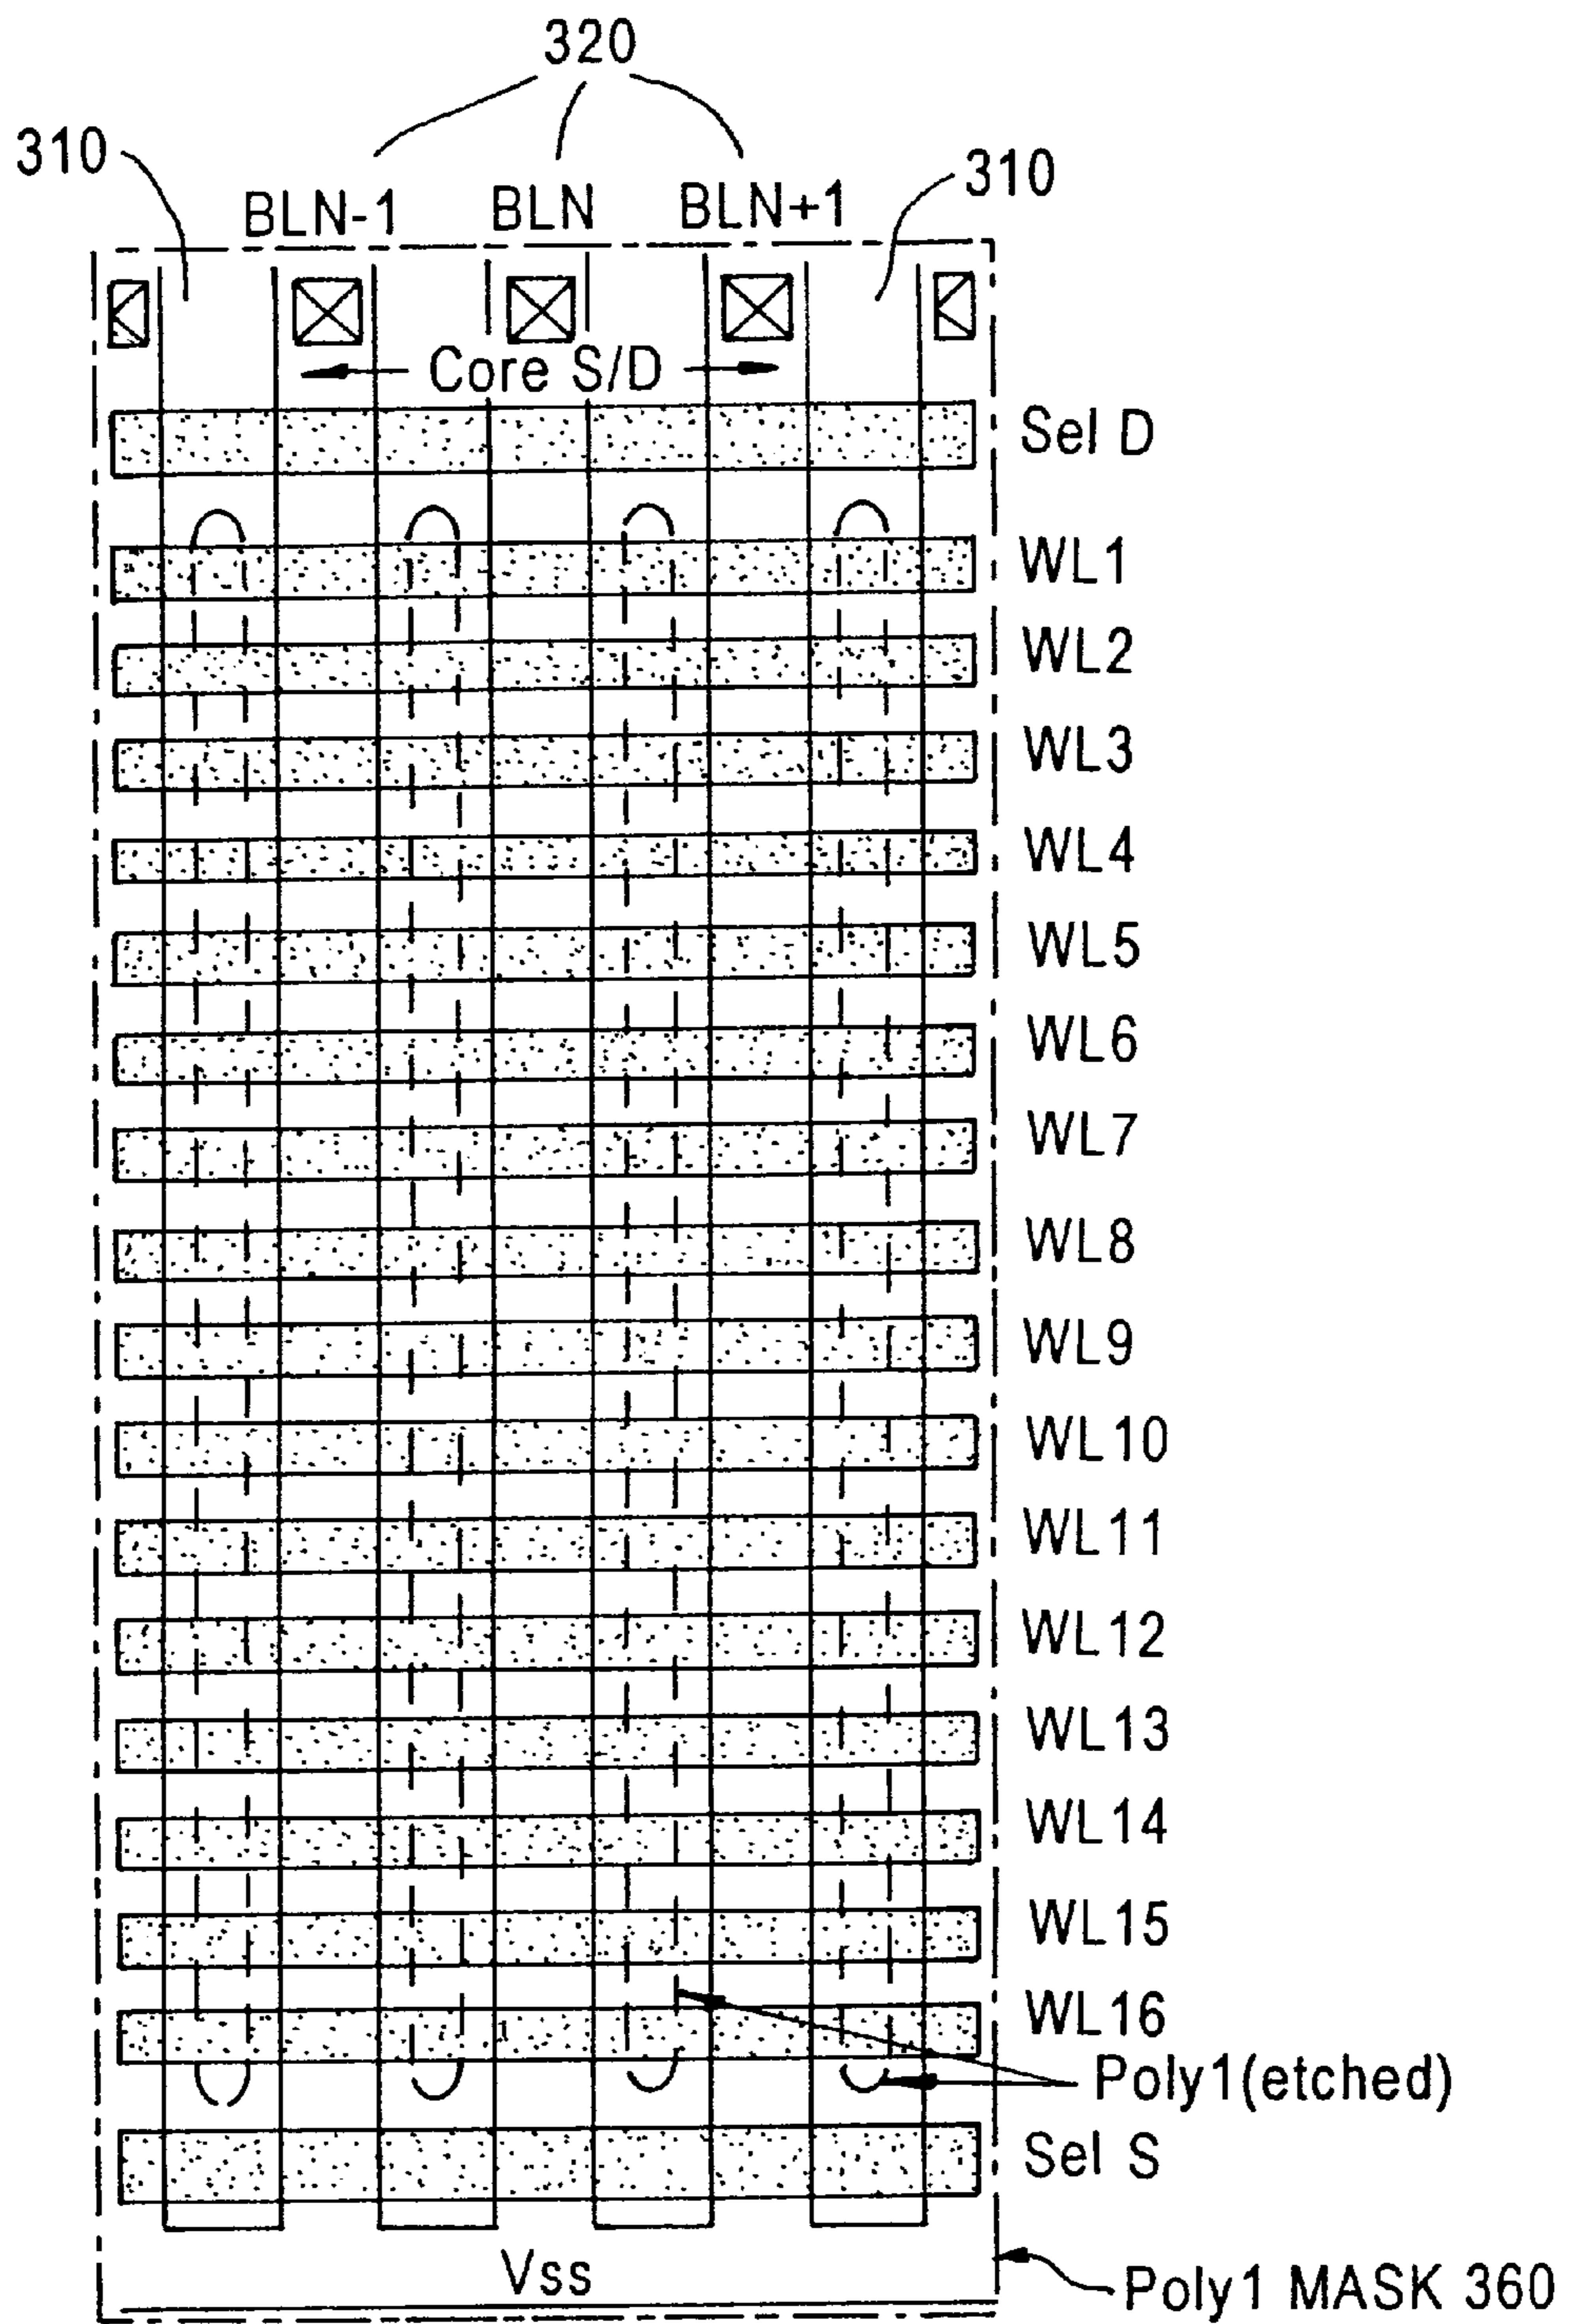 320
310
310
BLN-1 BLN BLN+1
Core S/D
Sel D
WL1
WL2
WL3
WL4
WL5
WL6
WL7
WL8
WL9
WL10
WL11
WL12
WL13
WL14
WL15
WL16
Poly1(etched)
Sel S
Vss
Poly1 MASK 360